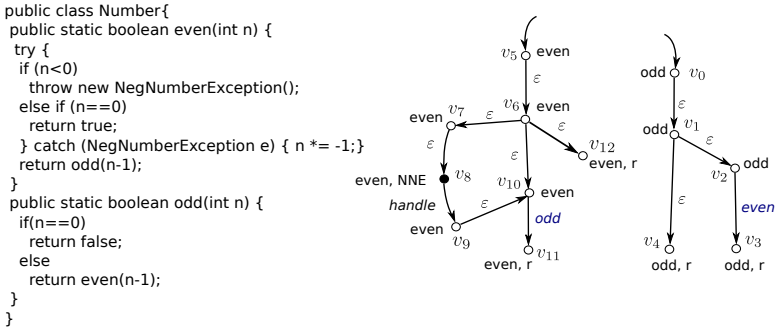 public class Number{
public static boolean even(int n) {
try {
if (n<0)
throw new NegNumberException();
else if (n==0)
return true;
} catch (NegNumberException e) { n *= -1;}
return odd(n-1);
}
public static boolean odd(int n) {
if(n==0)
return false;
else
return even(n-1);
}
}
v5 even
ε
v6 even
v7
even
ε
ε
ε
ε
v12
even, r
even, NNE
v8
handle
v10 even
even
v9
ε
odd
v11
even, r
odd v0
ε
odd v1
ε
odd
v2
ε
even
v4
v3
odd, r
odd, r